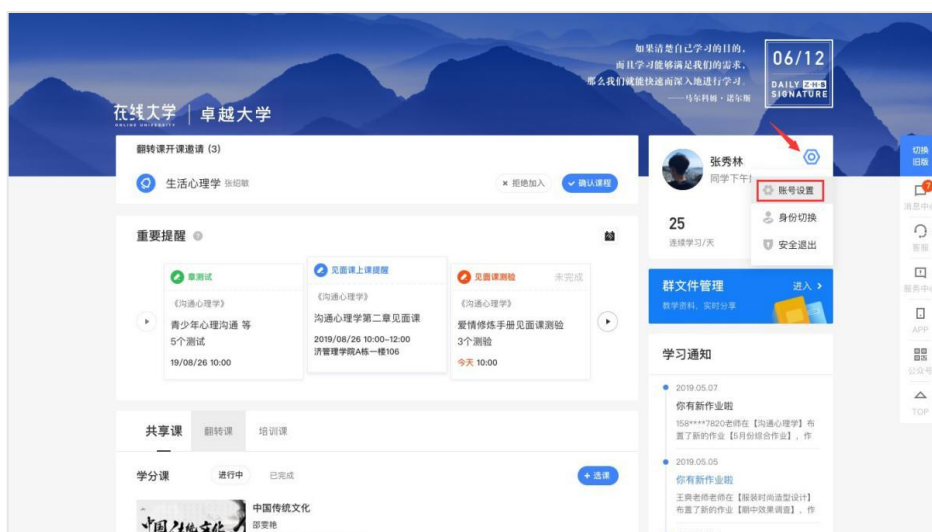 如果清楚自己学习的目的，
而且学习能够满足我们的需求，
那么我们就能快速而深入地进行学习。
——马尔科姆·诺尔斯
06/12
DAILY ZHB
SIGNATURE
在线大学
ONLINE UNIVERSITY
卓越大学
翻转课开课邀请 (3)
生活心理学 张绍敏
× 拒绝加入
确认课程
张秀林
同学下午
账号设置
身份切换
安全退出
25
连续学习/天
切换
旧版
7
消息中心
客服
服务中心
APP
公众号
TOP
重要提醒
章测试
《沟通心理学》
青少年心理沟通 等
5个测试
19/08/26 10:00
见面课上课提醒
《沟通心理学》
沟通心理学第二章见面课
2019/08/26 10:00-12:00
济管理学院A栋一楼106
见面课测验
未完成
《沟通心理学》
爱情修炼手册见面课测验
3个测验
今天 10:00
群文件管理
进入 >
教学资料，实时分享
学习通知
2019.05.07
你有新作业啦
158****7820老师在【沟通心理学】布
置了新的作业【5月份综合作业】，作
2019.05.05
你有新作业啦
王爽老师老师在【服装时尚造型设计】
布置了新的作业【期中效果调查】，作
共享课
翻转课
培训课
学分课
进行中
已完成
+ 选课
中国传统文化
中国传统文化
邵雯艳